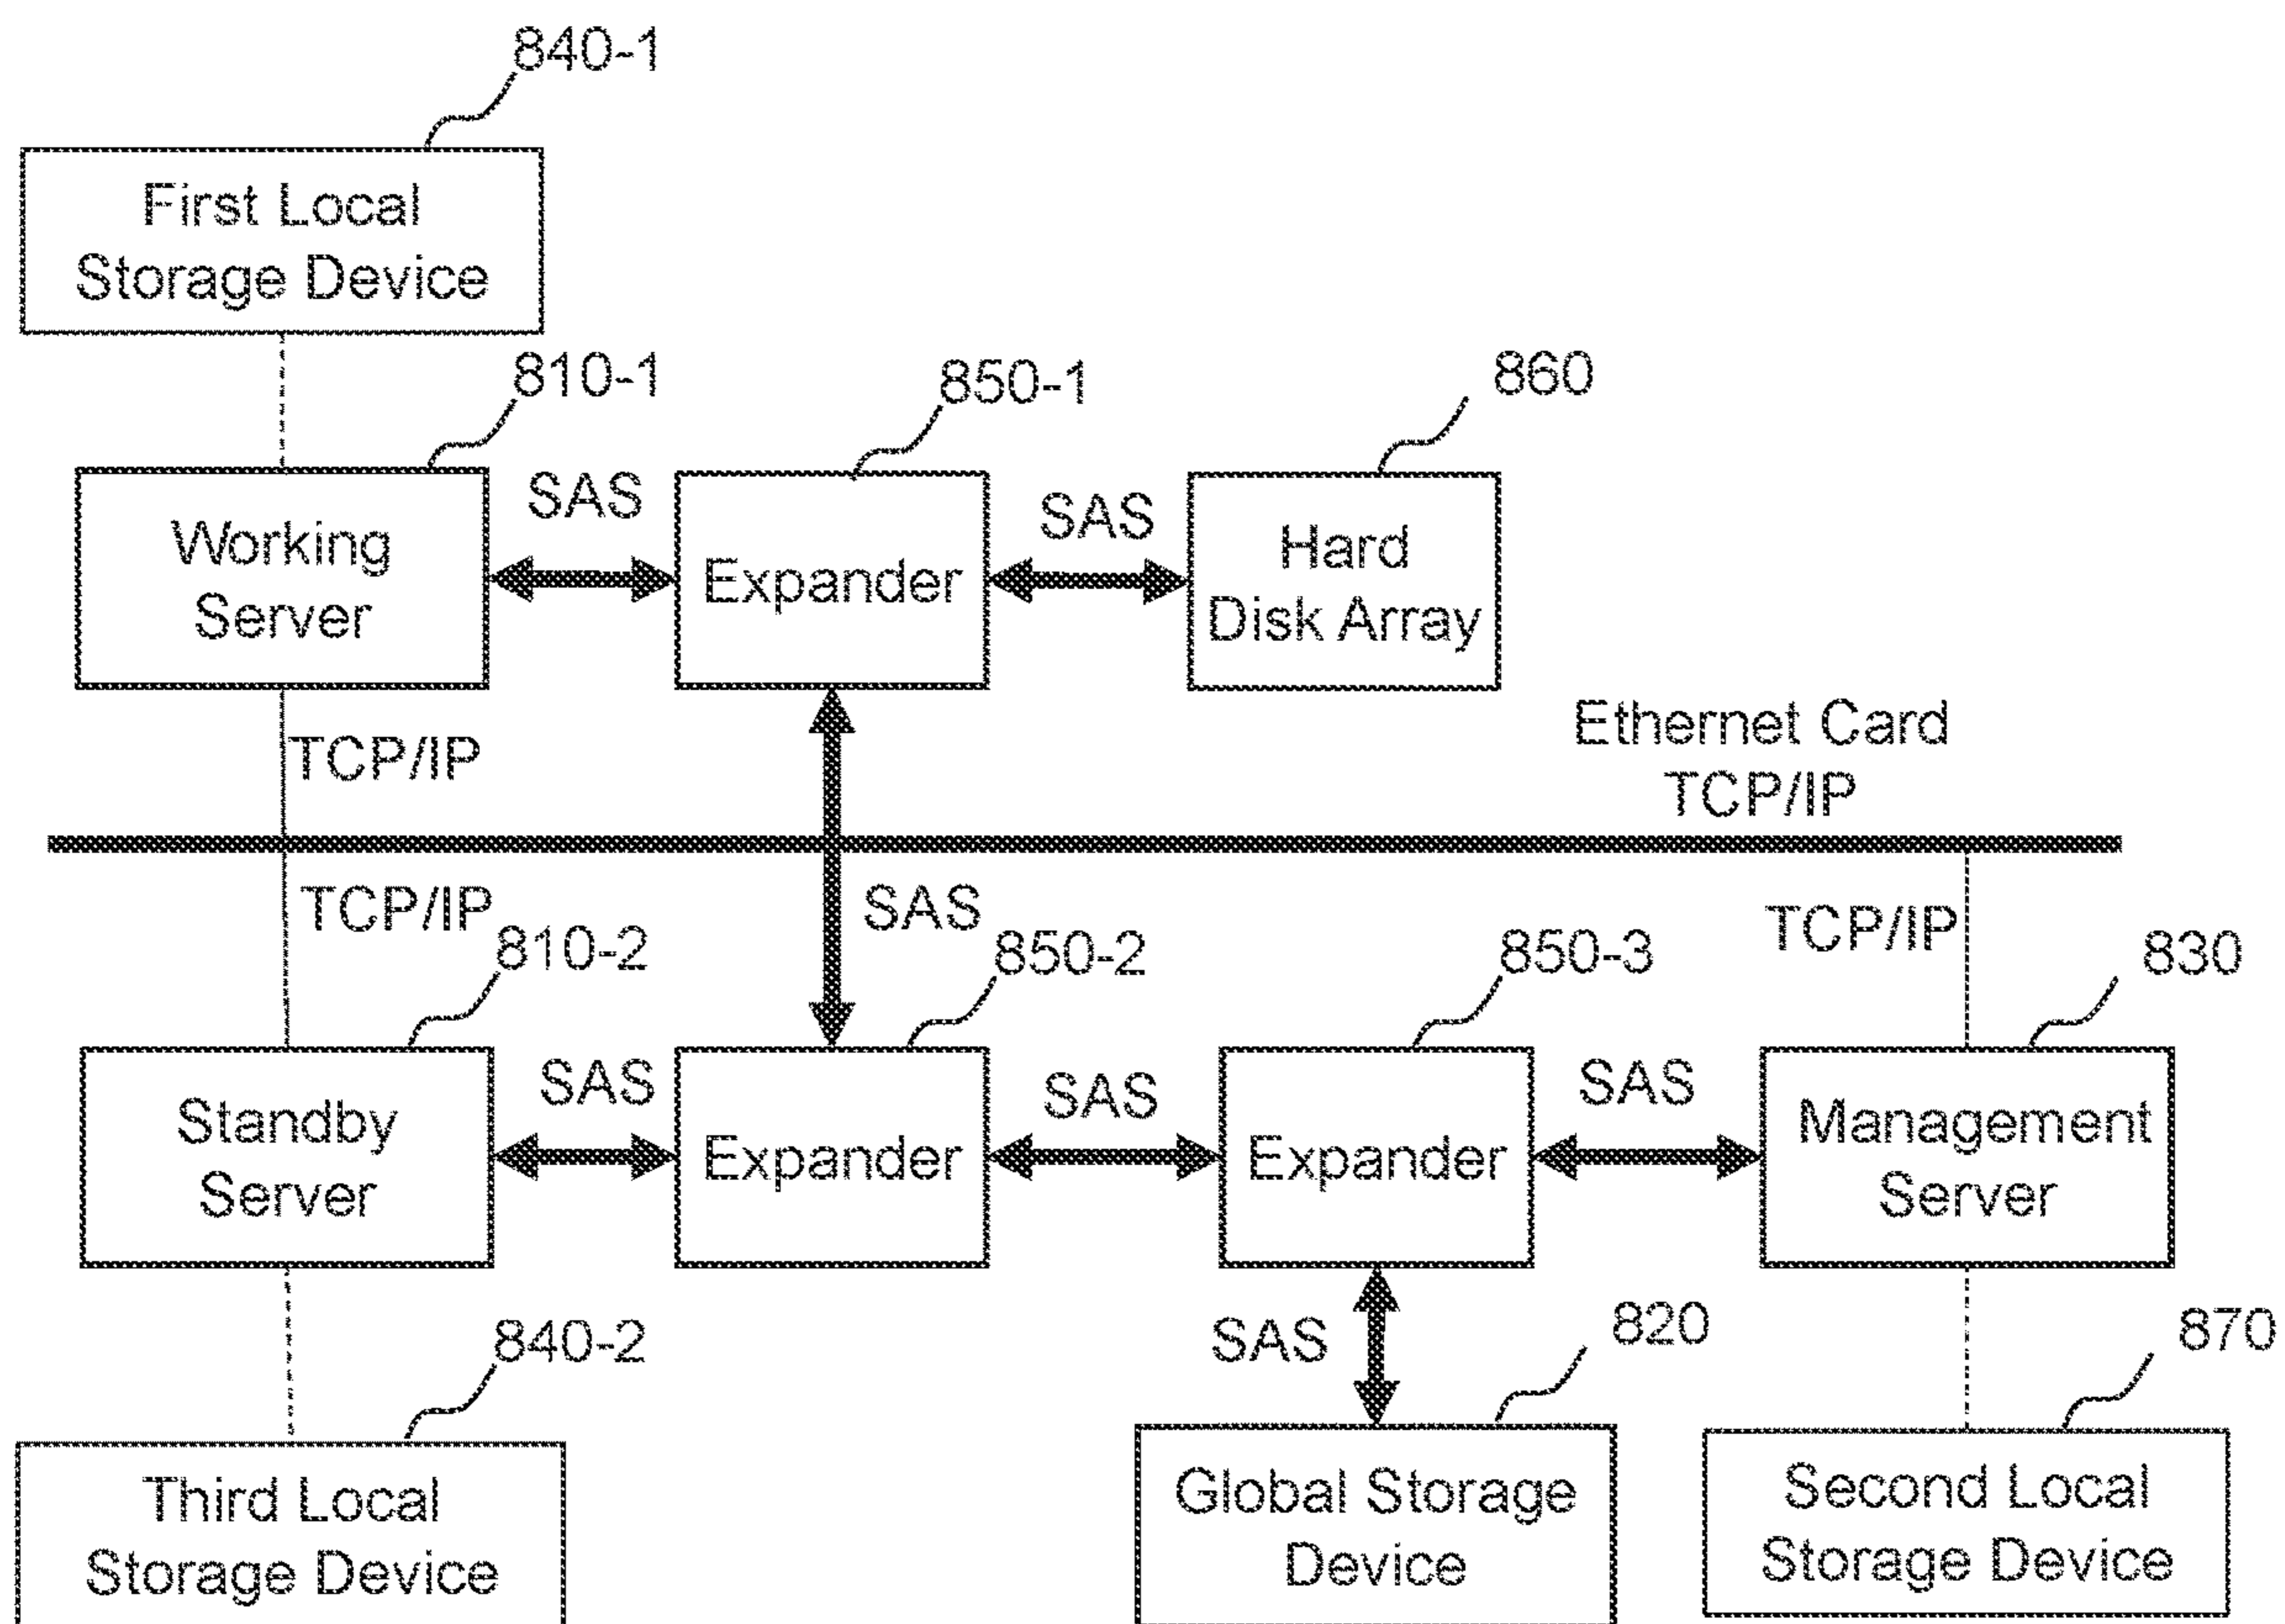 840-1
First Local
Storage Device
810-1
850-1
860
Working
Server
SAS
Expander
SAS
Hard
Disk Array
TCP/IP
Ethernet Card
TCP/IP
TCP/IP
SAS
TCP/IP
810-2
850-2
850-3
830
Standby
Server
SAS
Expander
SAS
Expander
SAS
Management
Server
840-2
SAS
820
870
Third Local
Storage Device
Global Storage
Device
Second Local
Storage Device